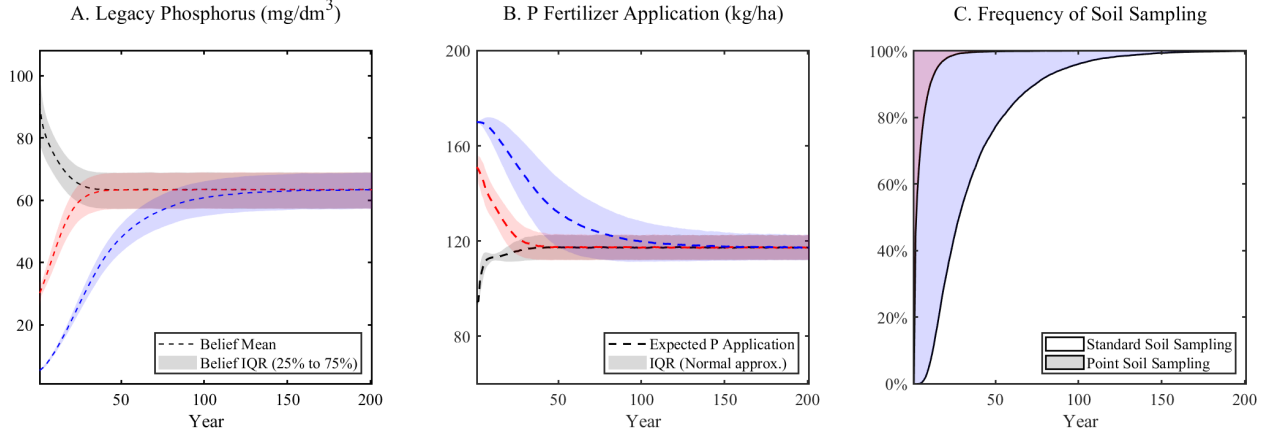 A. Legacy Phosphorus (mg/dm³)
100
80
60
40
20
50
100
150
200
Year
Belief Mean
Belief IQR (25% to 75%)
B. P Fertilizer Application (kg/ha)
200
160
120
80
50
100
150
200
Year
Expected P Application
IQR (Normal approx.)
C. Frequency of Soil Sampling
100%
80%
60%
40%
20%
0%
50
100
150
200
Year
Standard Soil Sampling
Point Soil Sampling